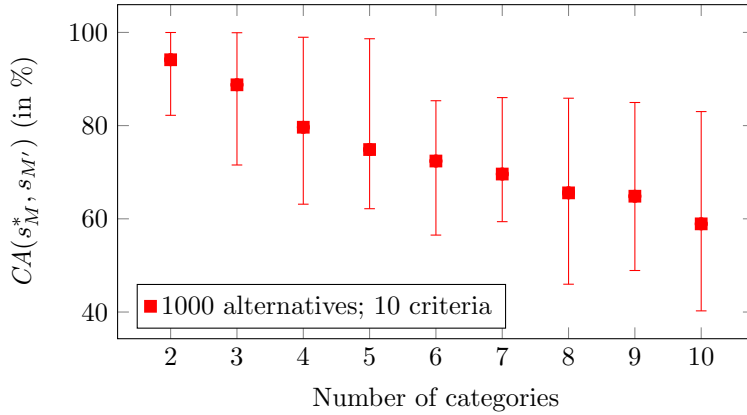 100
80
60
40
CA(s*_M, s_M′) (in %)
1000 alternatives; 10 criteria
2 3 4 5 6 7 8 9 10
Number of categories